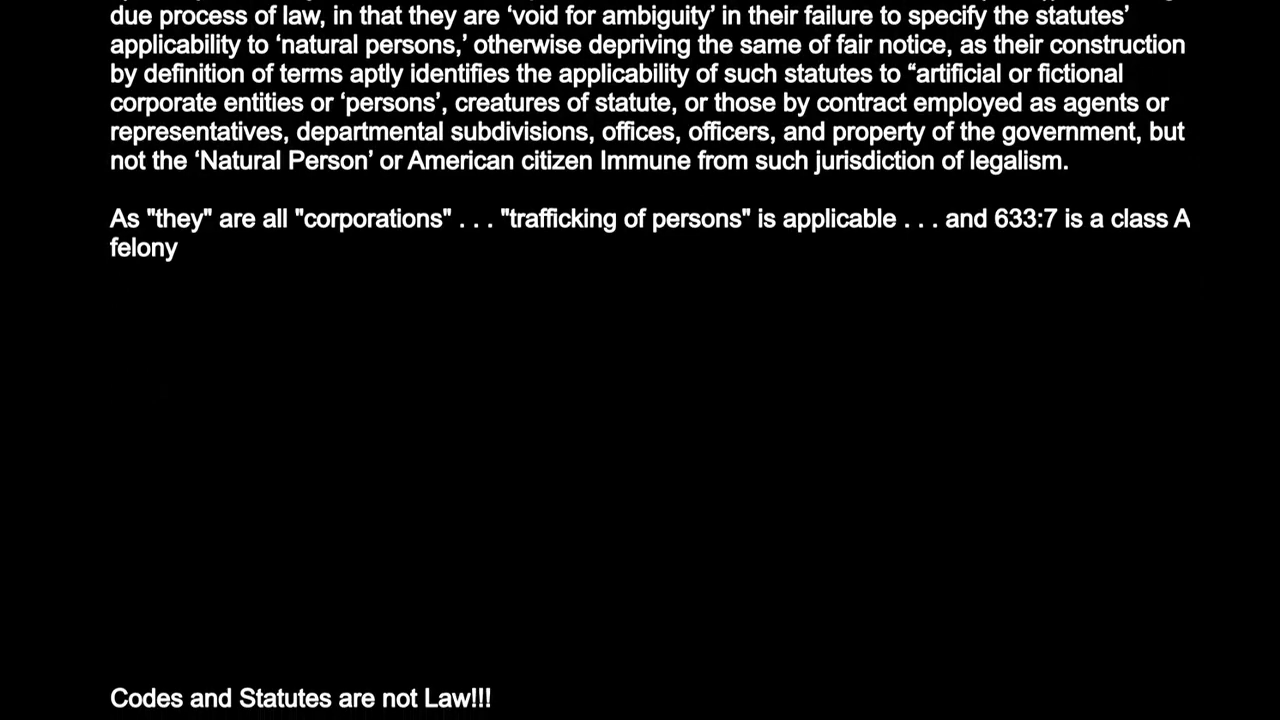 due process of law, in that they are ‘void for ambiguity’ in their failure to specify the statutes’
applicability to ‘natural persons,’ otherwise depriving the same of fair notice, as their construction
by definition of terms aptly identifies the applicability of such statutes to “artificial or fictional
corporate entities or ‘persons’, creatures of statute, or those by contract employed as agents or
representatives, departmental subdivisions, offices, officers, and property of the government, but
not the ‘Natural Person’ or American citizen Immune from such jurisdiction of legalism.
As "they" are all "corporations" . . . "trafficking of persons" is applicable . . . and 633:7 is a class A
felony
Codes and Statutes are not Law!!!